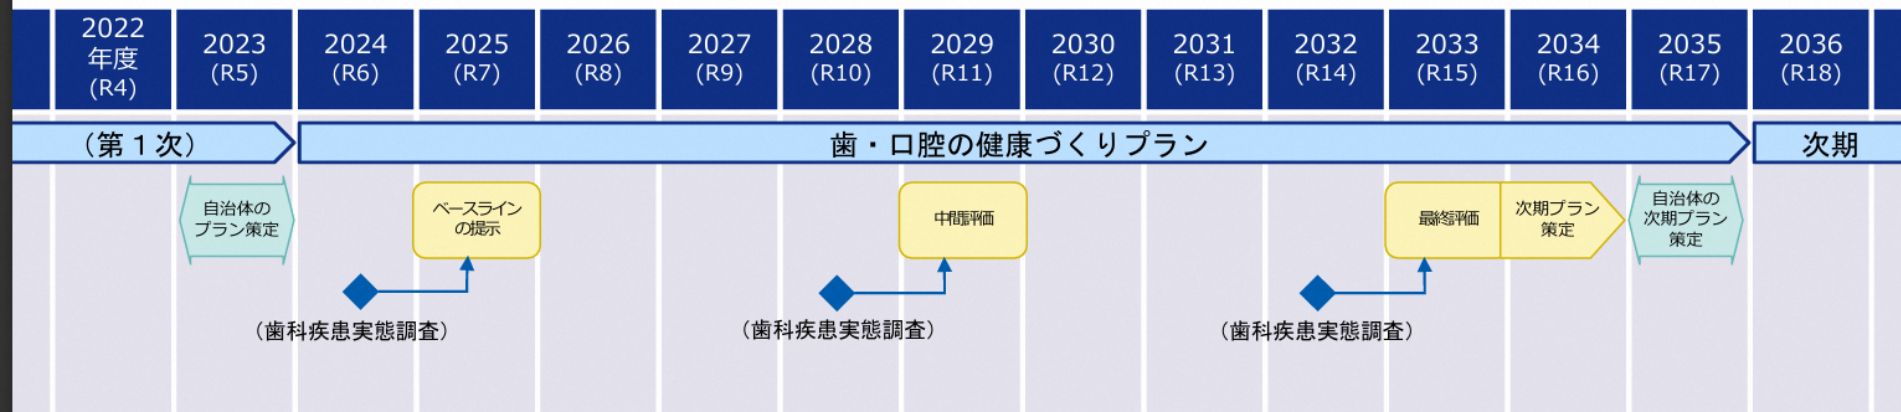 2022
年度
(R4)
2023
(R5)
2024
(R6)
2025
(R7)
2026
(R8)
2027
(R9)
2028
(R10)
2029
(R11)
2030
(R12)
2031
(R13)
2032
(R14)
2033
(R15)
2034
(R16)
2035
(R17)
2036
(R18)
（第１次）
歯・口腔の健康づくりプラン
次期
自治体の
プラン策定
ベースライン
の提示
中間評価
最終評価
次期プラン
策定
自治体の
次期プラン
策定
（歯科疾患実態調査）
（歯科疾患実態調査）
（歯科疾患実態調査）